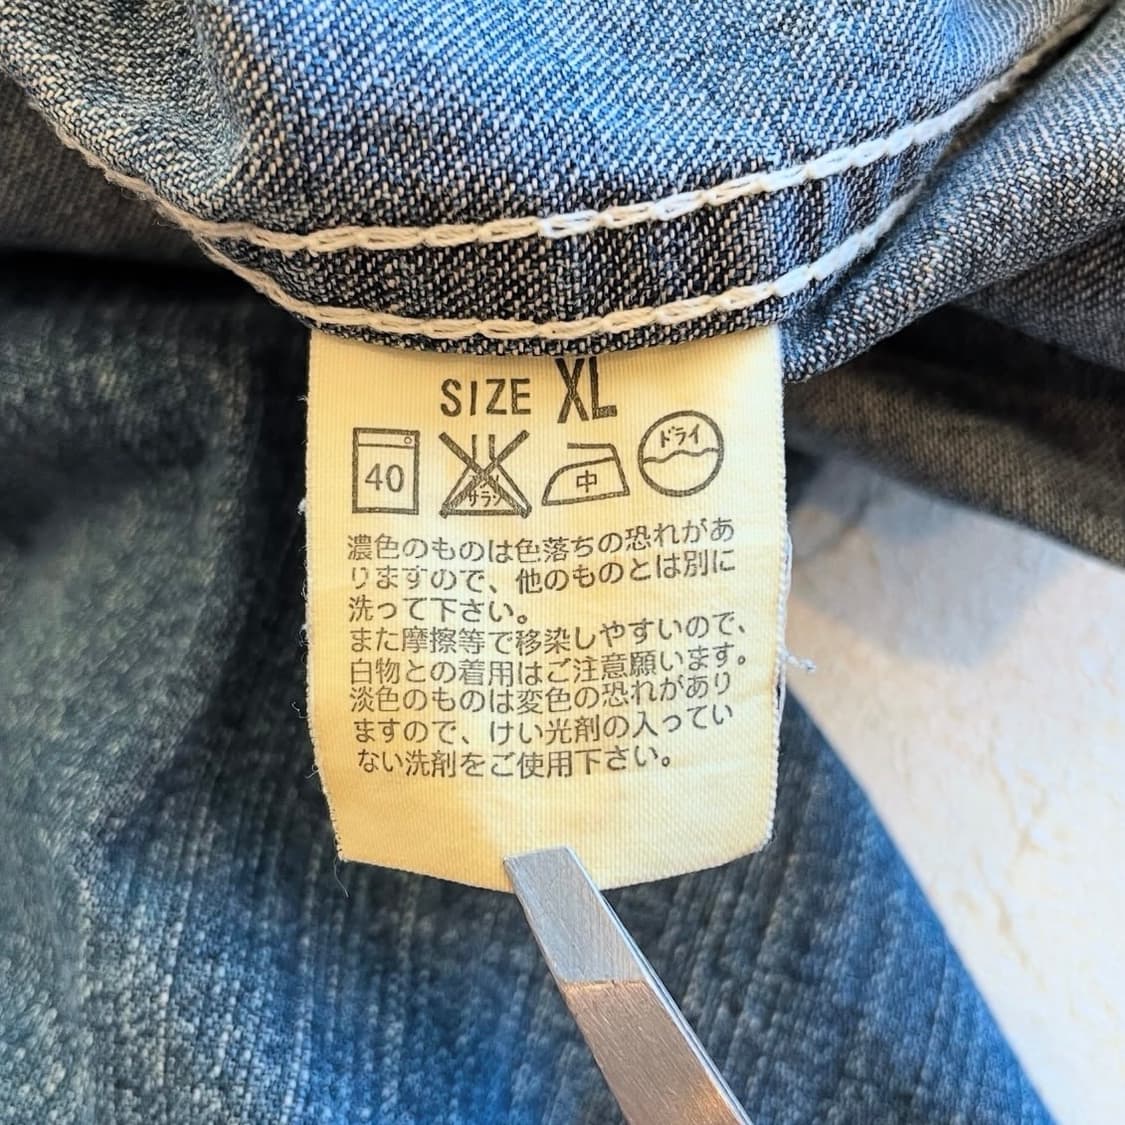 SIZE XL
40 エンソ サラシ 中 ドライ
濃色のものは色落ちの恐れがあ
りますので、他のものとは別に
洗って下さい。
また摩擦等で移染しやすいので、
白物との着用はご注意願います。
淡色のものは変色の恐れがあり
ますので、けい光剤の入ってい
ない洗剤をご使用下さい。